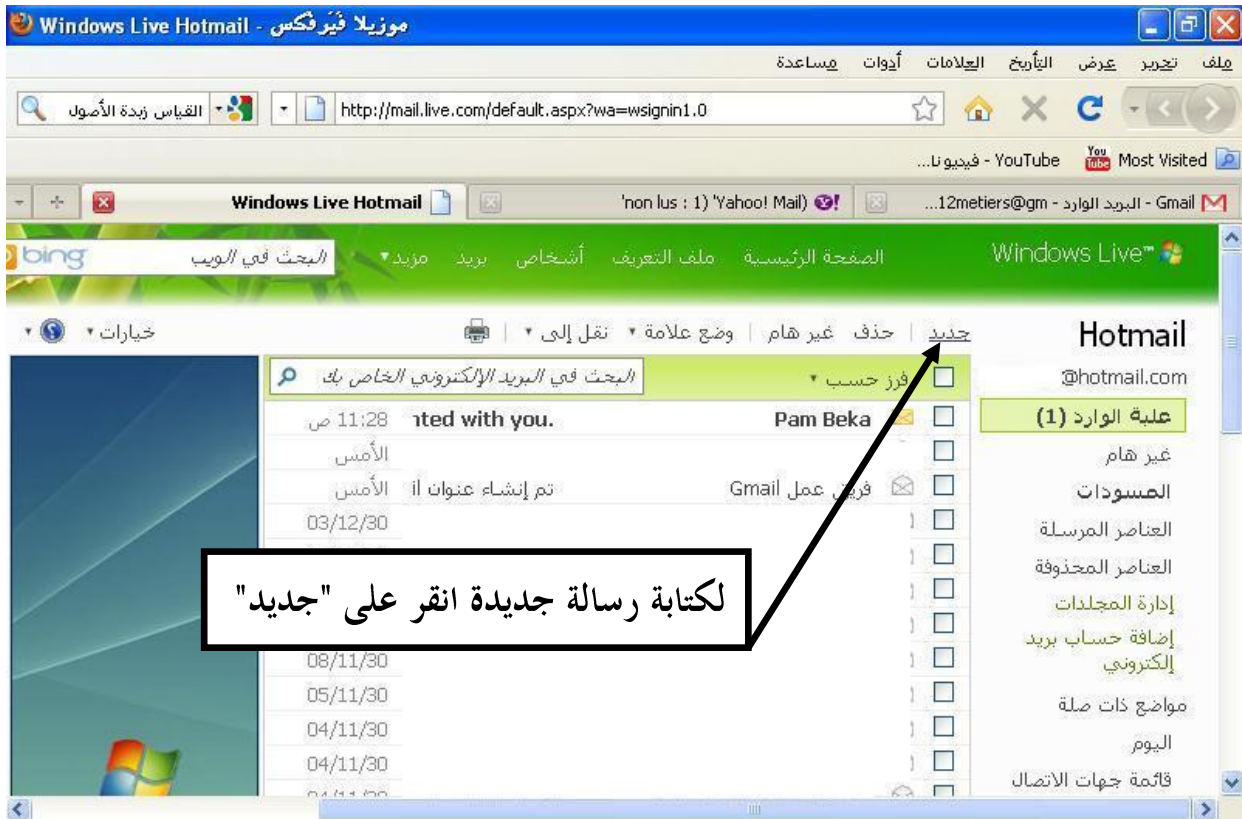 موزيلا فَيَرفُكس - Windows Live Hotmail
ملف تحرير عرض التأريخ العلامات أدوات مساعدة
http://mail.live.com/default.aspx?wa=wsignin1.0
القياس زبدة الأصول
Most Visited YouTube - فيديو نا...
Gmail - البريد الوارد - 12metiers@gm...
(non lus : 1) 'Yahoo! Mail'
Windows Live Hotmail
Windows Live™
الصفحة الرئيسية ملف التعريف أشخاص بريد مزيد
البحث في الويب
bing
Hotmail
جديد | حذف غير هام | وضع علامة نقل إلى |
خيارات
@hotmail.com
فرز حسب
البحث في البريد الإلكتروني الخاص بك
علبة الوارد (1)
غير هام
المسودات
العناصر المرسلة
العناصر المحذوفة
إدارة المجلدات
إضافة حساب بريد
إلكتروني
مواضع ذات صلة
اليوم
قائمة جهات الاتصال
Pam Beka nted with you. 11:28 ص
الأمس
فريق عمل Gmail تم إنشاء عنوان الأمس
03/12/30
لكتابة رسالة جديدة انقر على "جديد"
08/11/30
05/11/30
04/11/30
04/11/30